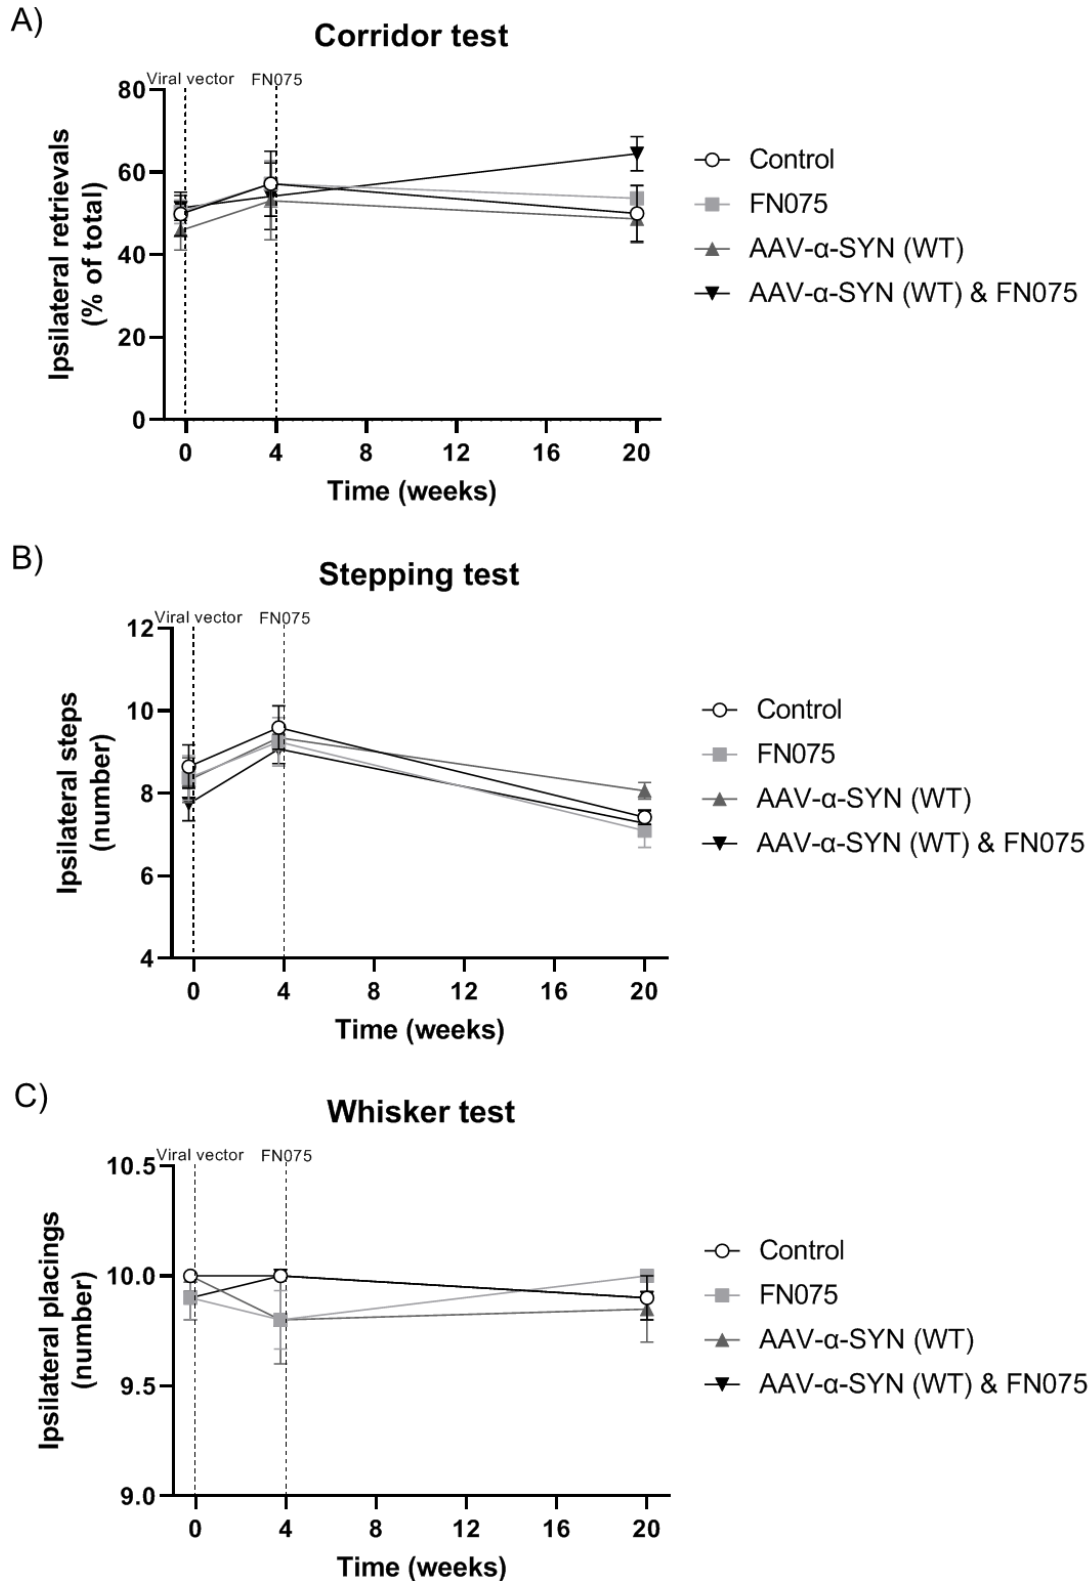 A)
Corridor test
Viral vector FN075
80
60
40
20
0
Ipsilateral retrievals
(% of total)
0 4 8 12 16 20
Time (weeks)
Control
FN075
AAV-α-SYN (WT)
AAV-α-SYN (WT) & FN075
B)
Stepping test
Viral vector FN075
12
10
8
6
4
Ipsilateral steps
(number)
0 4 8 12 16 20
Time (weeks)
Control
FN075
AAV-α-SYN (WT)
AAV-α-SYN (WT) & FN075
C)
Whisker test
Viral vector FN075
10.5
10.0
9.5
9.0
Ipsilateral placings
(number)
0 4 8 12 16 20
Time (weeks)
Control
FN075
AAV-α-SYN (WT)
AAV-α-SYN (WT) & FN075